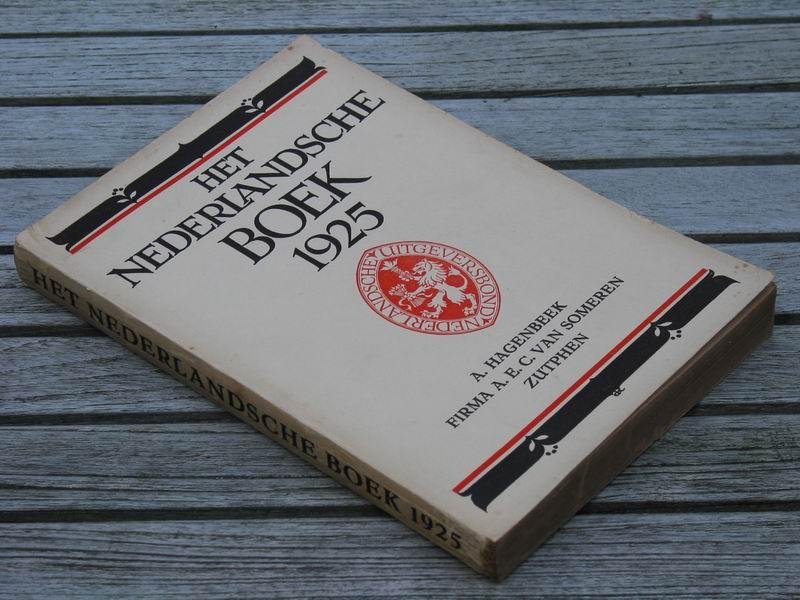 HET
NEDERLANDSCHE
BOEK
1925
NEDERLANDSCHE UITGEVERSBOND
A. HAGENBEEK
FIRMA A. E. C. VAN SOMEREN
ZUTPHEN
HET NEDERLANDSCHE BOEK 1925